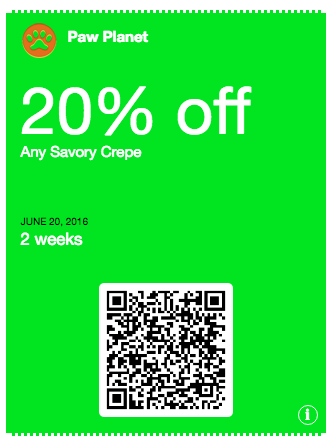 Paw Planet
20% off
Any Savory Crepe
JUNE 20, 2016
2 weeks
i